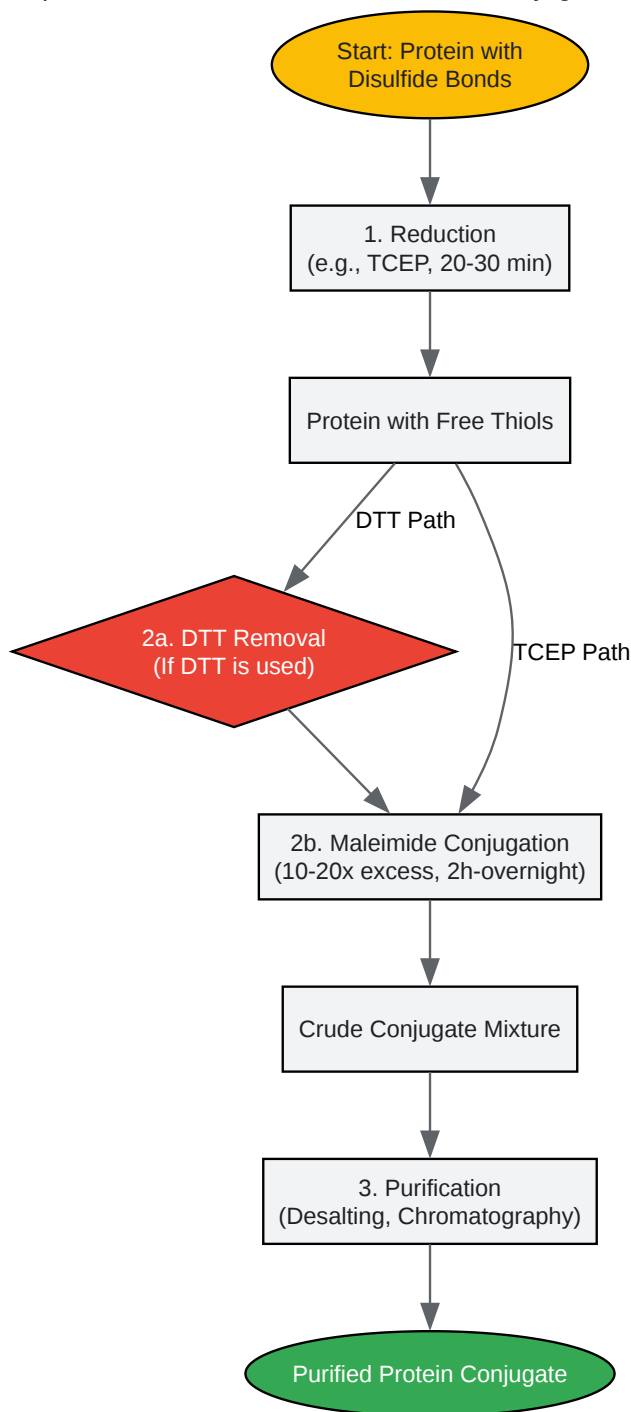 Start: Protein with
Disulfide Bonds
1. Reduction
(e.g., TCEP, 20-30 min)
Protein with Free Thiols
DTT Path
2a. DTT Removal
(If DTT is used)
TCEP Path
2b. Maleimide Conjugation
(10-20x excess, 2h-overnight)
Crude Conjugate Mixture
3. Purification
(Desalting, Chromatography)
Purified Protein Conjugate